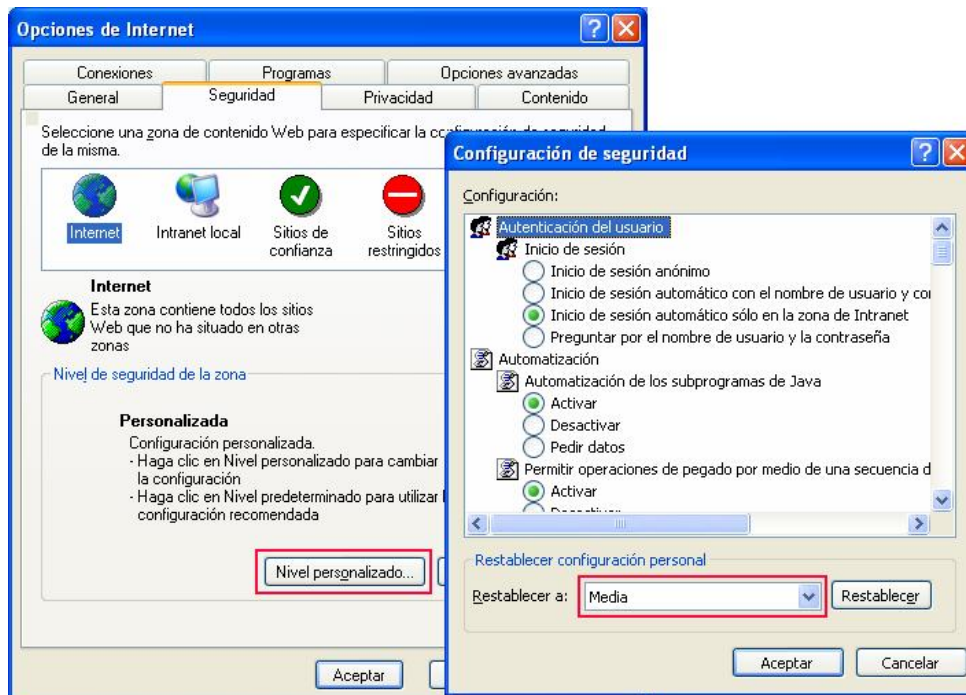 Opciones de Internet
Conexiones
Programas
Opciones avanzadas
General
Seguridad
Privacidad
Contenido
Seleccione una zona de contenido Web para especificar la configuración de seguridad
de la misma.
Internet
Intranet local
Sitios de
confianza
Sitios
restringidos
Internet
Esta zona contiene todos los sitios
Web que no ha situado en otras
zonas
Nivel de seguridad de la zona
Personalizada
Configuración personalizada.
- Haga clic en Nivel personalizado para cambiar
la configuración
- Haga clic en Nivel predeterminado para utilizar
configuración recomendada
Nivel personalizado...
Aceptar
Configuración de seguridad
Configuración:
Autenticación del usuario
Inicio de sesión
Inicio de sesión anónimo
Inicio de sesión automático con el nombre de usuario y
Inicio de sesión automático sólo en la zona de Intranet
Preguntar por el nombre de usuario y la contraseña
Automatización
Automatización de los subprogramas de Java
Activar
Desactivar
Pedir datos
Permitir operaciones de pegado por medio de una secuencia d
Activar
Desactivar
Restablecer configuración personal
Restablecer a:
Media
Restablecer
Aceptar
Cancelar